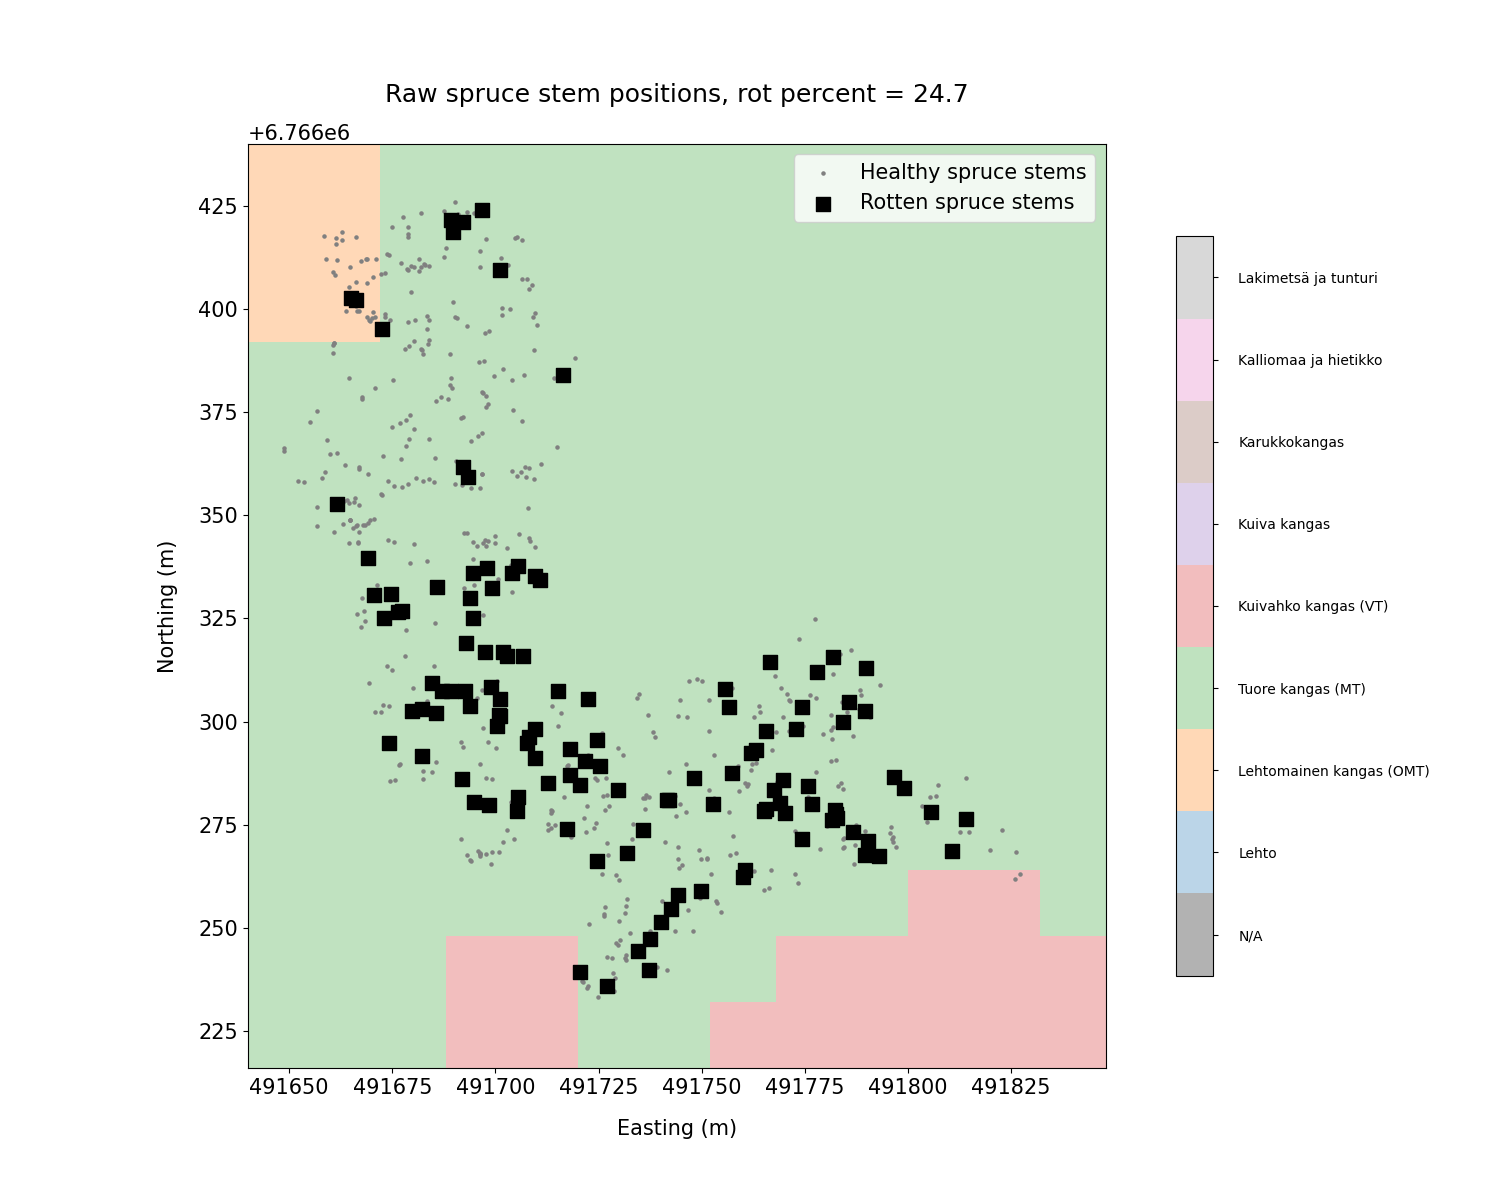 Raw spruce stem positions, rot percent = 24.7
+6.766e6
Healthy spruce stems
Rotten spruce stems
425
400
375
350
325
300
275
250
225
Northing (m)
491650 491675 491700 491725 491750 491775 491800 491825
Easting (m)
Lakimetsä ja tunturi
Kalliomaa ja hietikko
Karukkokangas
Kuiva kangas
Kuivahko kangas (VT)
Tuore kangas (MT)
Lehtomainen kangas (OMT)
Lehto
N/A